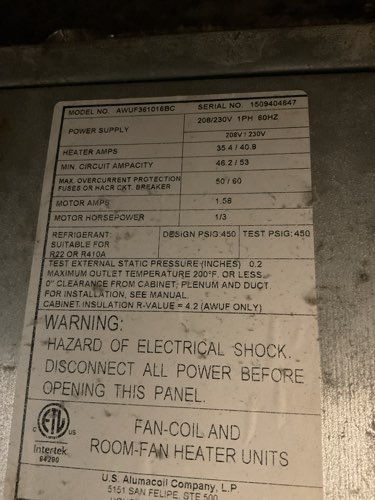 MODEL NO. AWUF361016BC SERIAL NO. 1509404647
POWER SUPPLY 208/230V 1PH 60HZ
208V / 230V
HEATER AMPS 35.4 / 40.8
MIN. CIRCUIT AMPACITY 46.2 / 53
MAX. OVERCURRENT PROTECTION
FUSES OR HACR CKT. BREAKER 50 / 60
MOTOR AMPS 1.58
MOTOR HORSEPOWER 1/3
REFRIGERANT: DESIGN PSIG:450 TEST PSIG:450
SUITABLE FOR
R22 OR R410A
TEST EXTERNAL STATIC PRESSURE (INCHES) 0.2
MAXIMUM OUTLET TEMPERATURE 200°F. OR LESS.
0" CLEARANCE FROM CABINET, PLENUM AND DUCT
FOR INSTALLATION, SEE MANUAL.
CABINET INSULATION R-VALUE = 4.2 (AWUF ONLY)
WARNING:
HAZARD OF ELECTRICAL SHOCK.
DISCONNECT ALL POWER BEFORE
OPENING THIS PANEL.
ETL
C US
Intertek
94290
FAN-COIL AND
ROOM-FAN HEATER UNITS
U.S. Alumacoil Company, L.P
5151 SAN FELIPE, STE 500